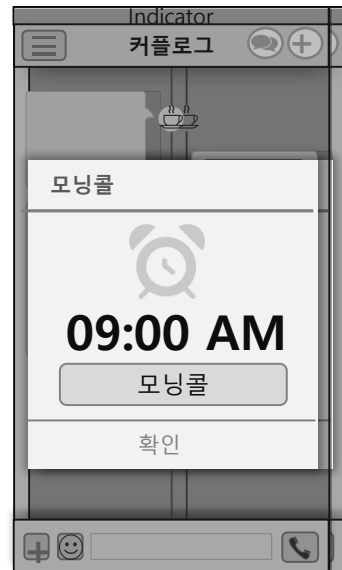 Indicator
커플로그
모닝콜
09:00 AM
모닝콜
확인